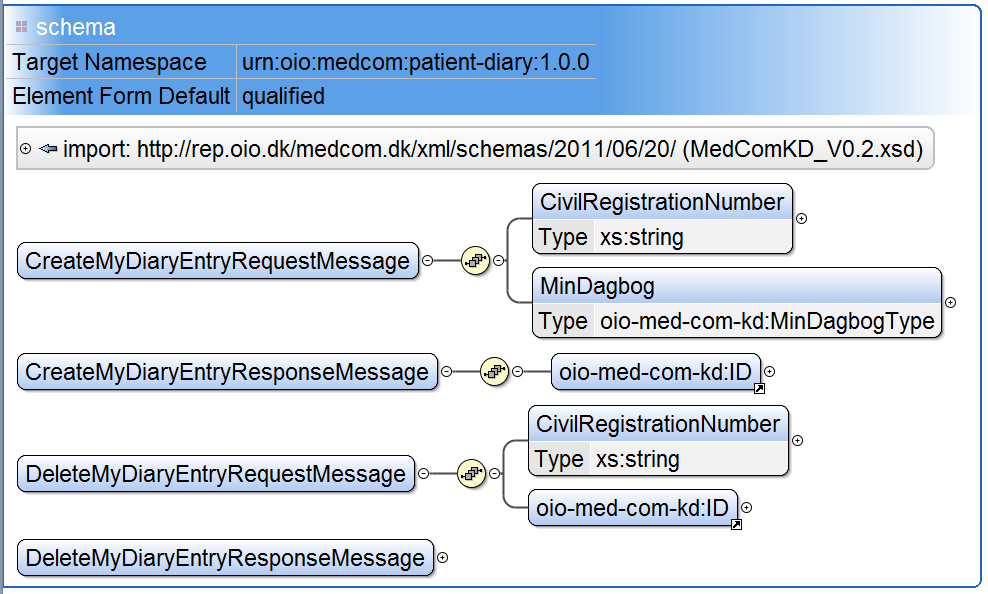 schema
Target Namespace urn:oio:medcom:patient-diary:1.0.0
Element Form Default qualified
import: http://rep.oio.dk/medcom.dk/xml/schemas/2011/06/20/ (MedComKD_V0.2.xsd)
CreateMyDiaryEntryRequestMessage
CivilRegistrationNumber
Type xs:string
MinDagbog
Type oio-med-com-kd:MinDagbogType
CreateMyDiaryEntryResponseMessage
oio-med-com-kd:ID
DeleteMyDiaryEntryRequestMessage
CivilRegistrationNumber
Type xs:string
oio-med-com-kd:ID
DeleteMyDiaryEntryResponseMessage